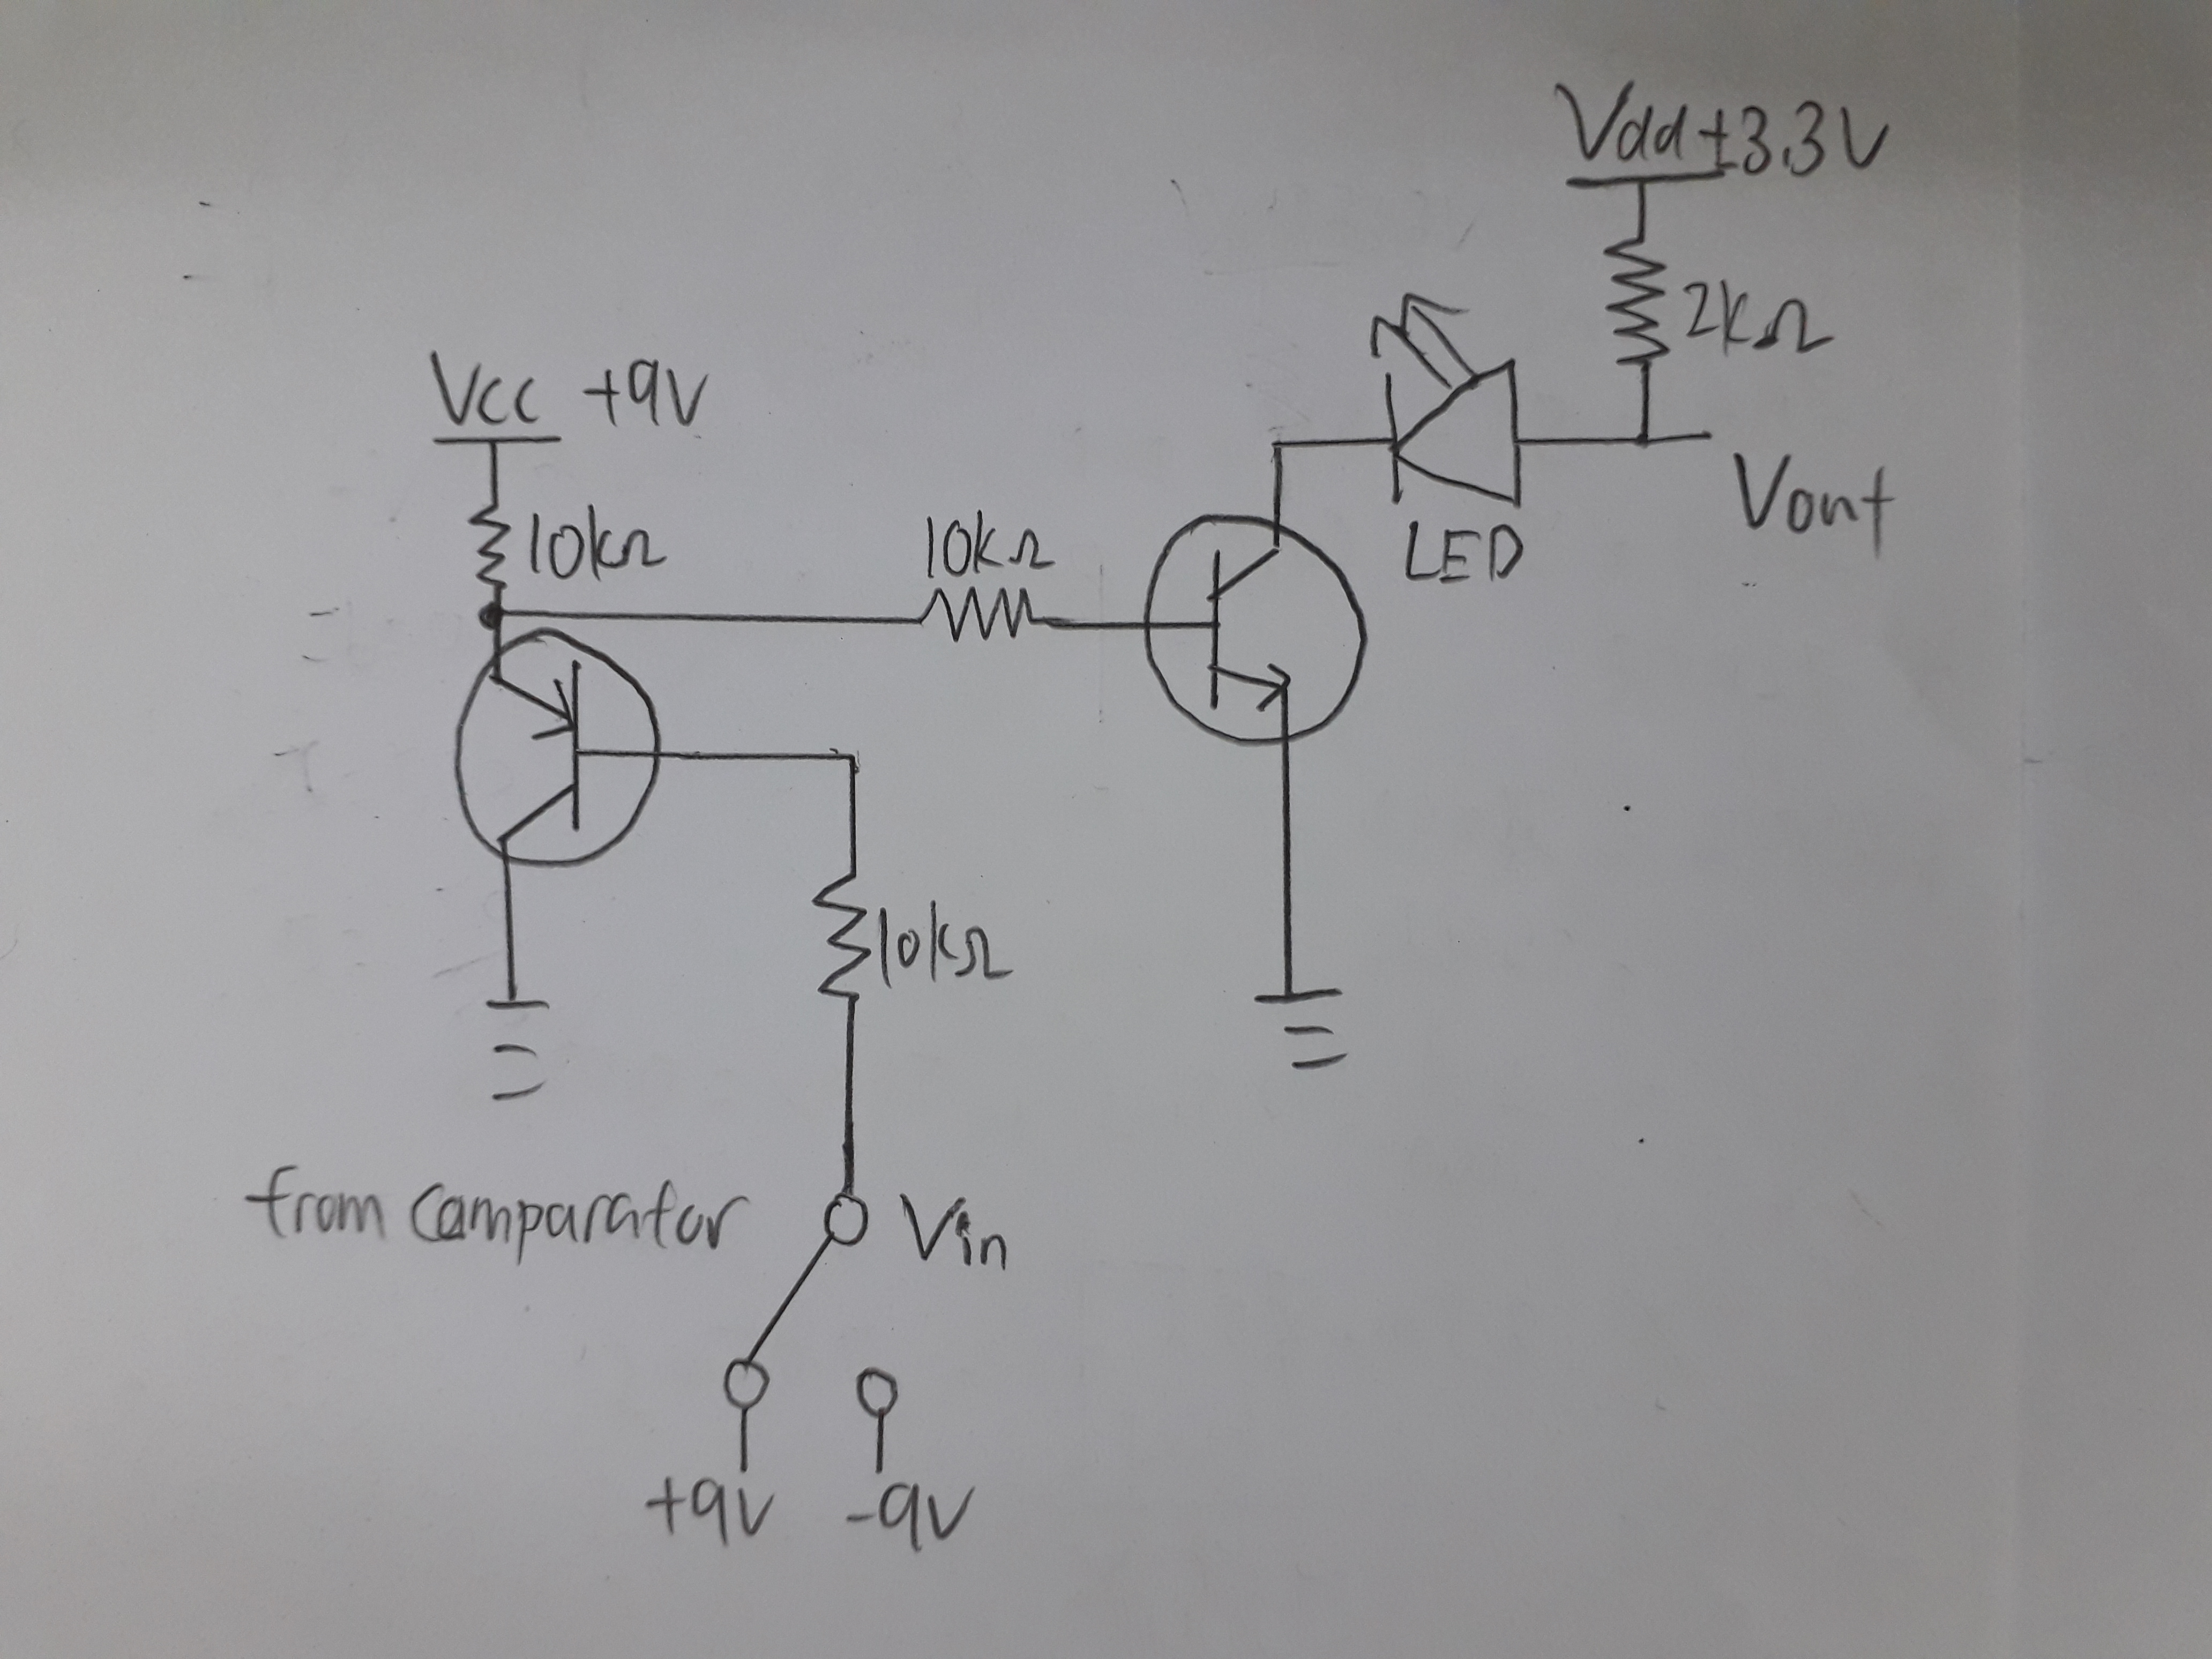 Vdd+3.3V
2kΩ
Vcc +9V
10kΩ
10kΩ
LED
Vout
10kΩ
from Comparator
Vin
+9V
-9V